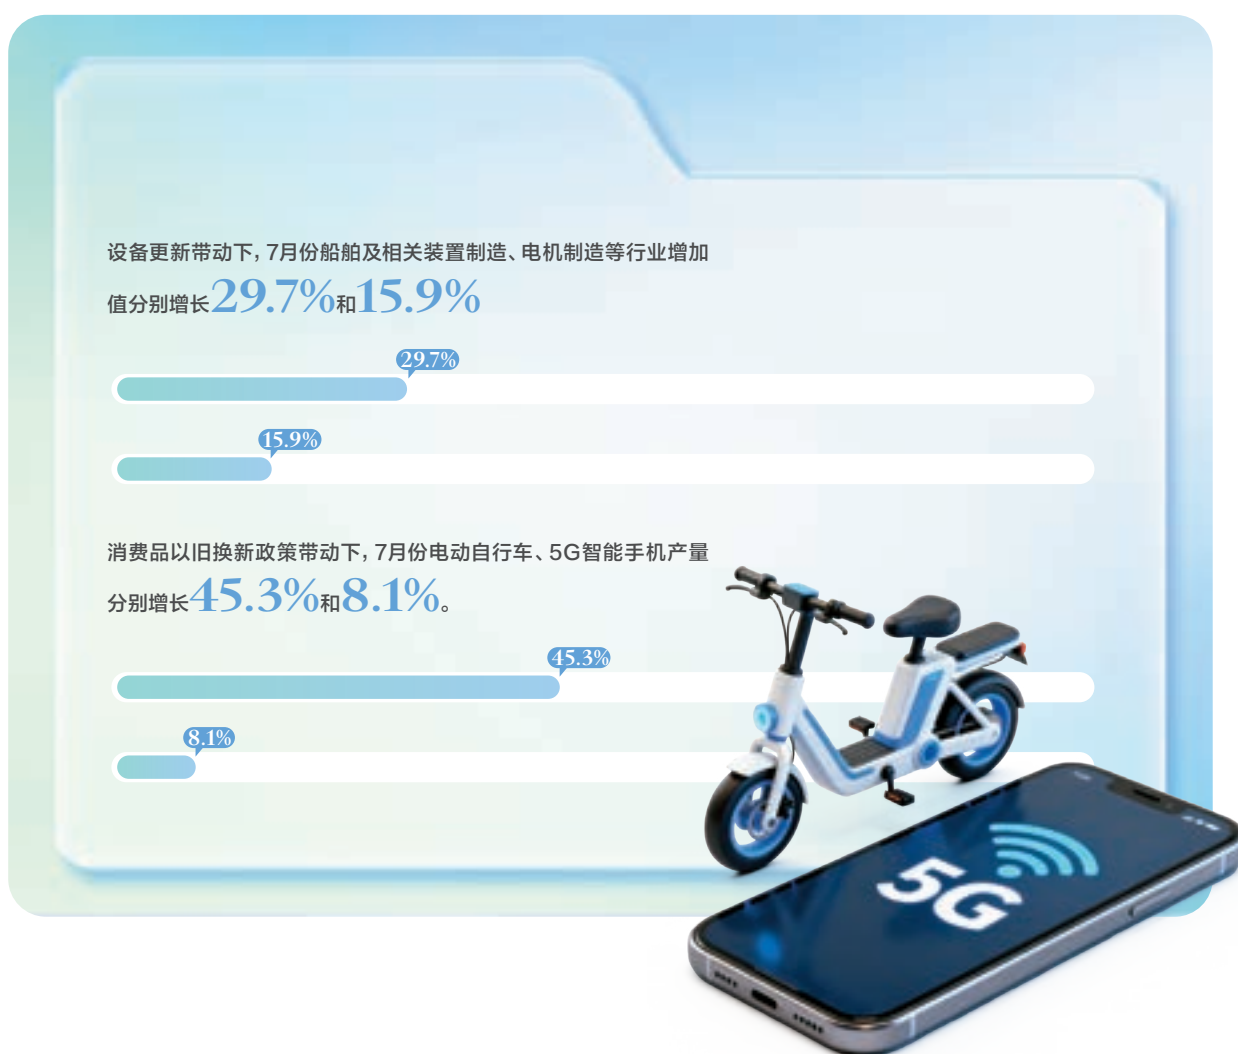 设备更新带动下，7月份船舶及相关装置制造、电机制造等行业增加
值分别增长29.7%和15.9%
29.7%
15.9%
消费品以旧换新政策带动下，7月份电动自行车、5G智能手机产量
分别增长45.3%和8.1%。
45.3%
8.1%
5G